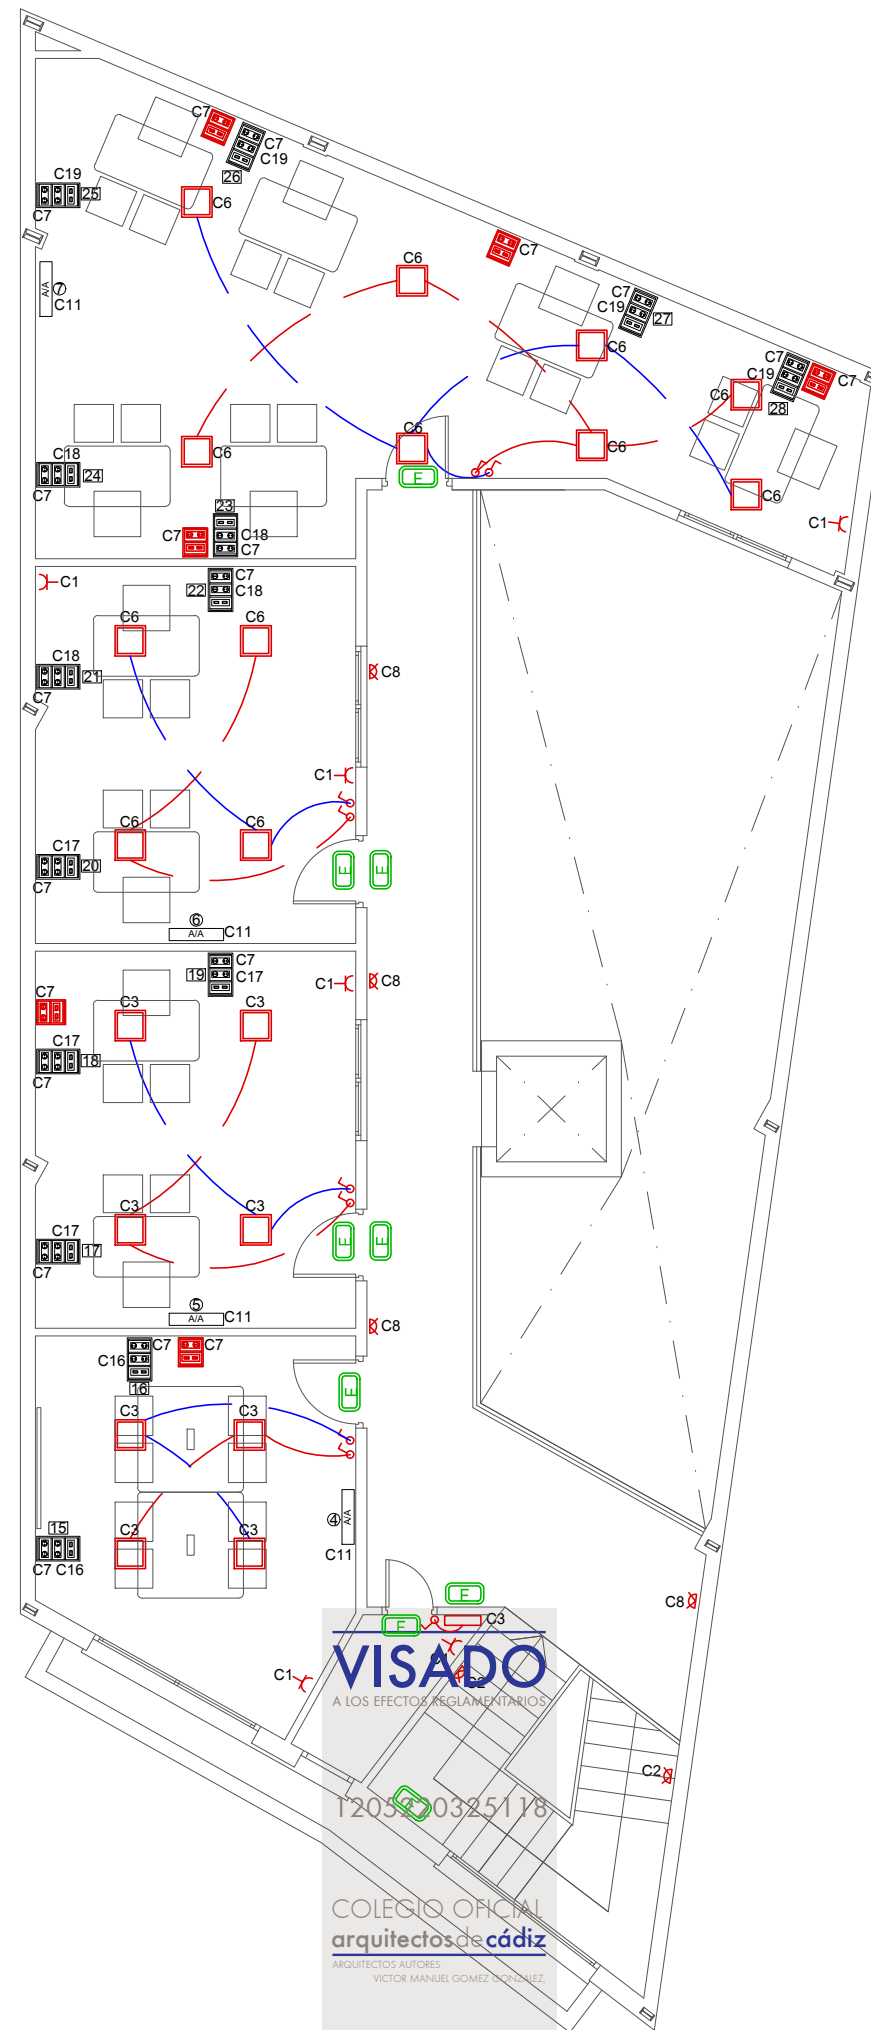 C7
C7
C19
26
C19
25
C7
C6
C7
C6
A/A
7
C11
C7
C19
27
C6
C7
C19
C7
C6
28
C6
C6
C6
C6
E
C1
C18
24
C7
23
C7
C18
C7
C1
C7
22
C18
C6
C6
C18
21
C7
C8
C1
C6
C6
C17
20
C7
E
E
6
A/A
C11
C7
19
C17
C1
C8
C7
C3
C3
C17
18
C7
C3
C3
C17
17
C7
E
E
5
A/A
C11
C8
C7
C7
C16
16
E
C3
C3
15
C3
C3
C7 C16
4
A/A
C11
E
E
C3
C8
C1
C1
C2
C2
VISADO
A LOS EFECTOS REGLAMENTARIOS
1205220325118
COLEGIO OFICIAL
arquitectosdecádiz
ARQUITECTOS AUTORES
VICTOR MANUEL GOMEZ GONZALEZ,